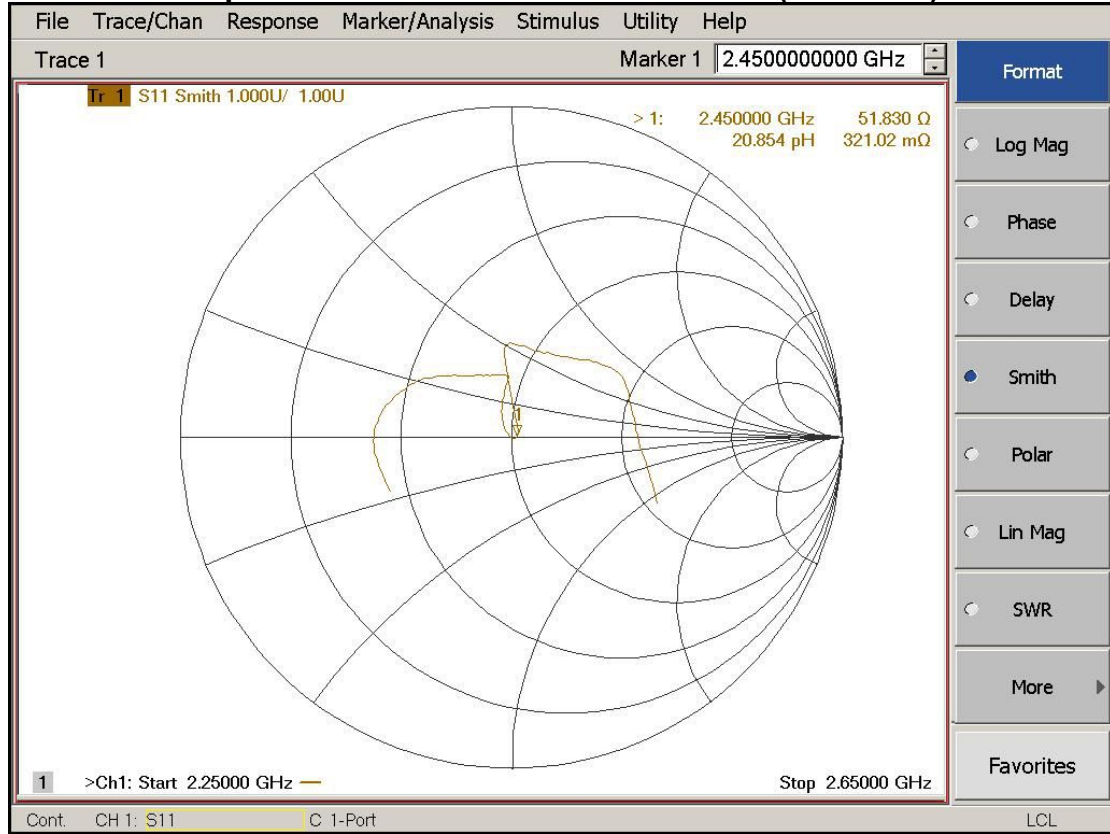 File Trace/Chan Response Marker/Analysis Stimulus Utility Help
Trace 1 Marker 1 2.4500000000 GHz
Tr 1 S11 Smith 1.000U/ 1.00U
> 1: 2.450000 GHz 51.830 Ω
20.854 pH 321.02 mΩ
1
1 >Ch1: Start 2.25000 GHz Stop 2.65000 GHz
Cont. CH 1: S11 C 1-Port LCL
Format
Log Mag
Phase
Delay
Smith
Polar
Lin Mag
SWR
More
Favorites